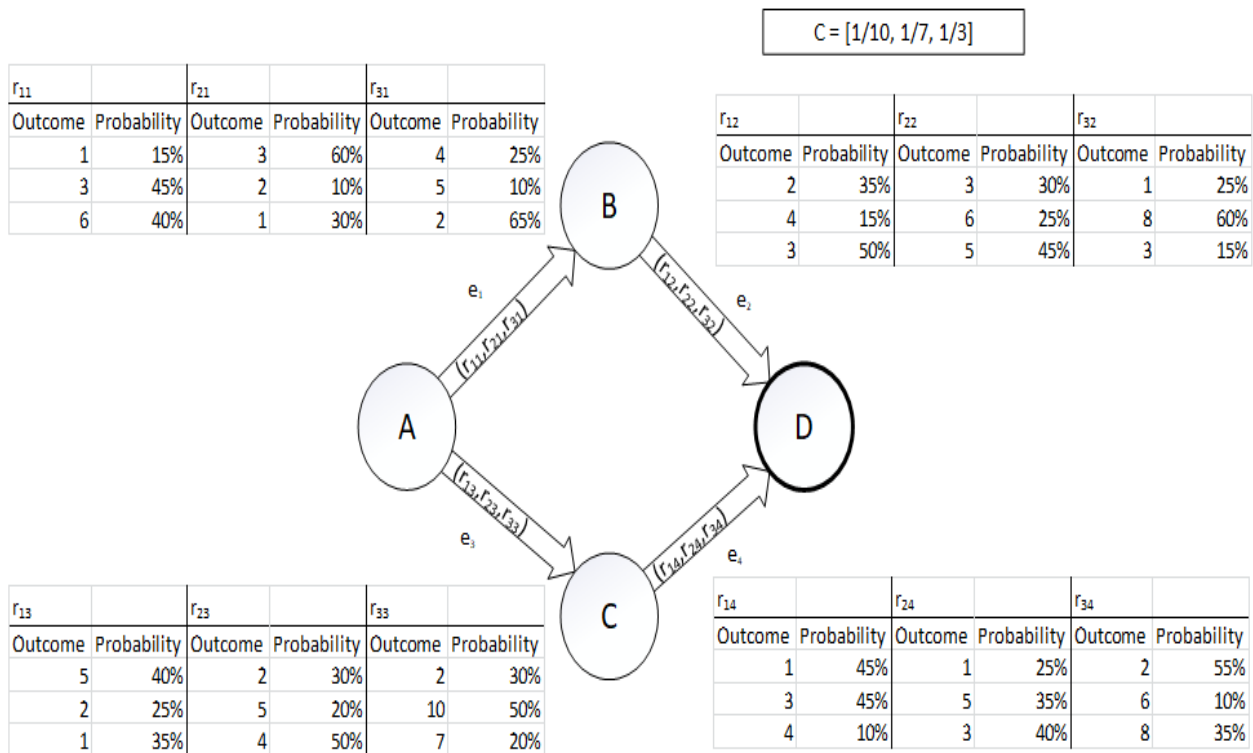 C = [1/10, 1/7, 1/3]
r₁₁ r₂₁ r₃₁
Outcome Probability Outcome Probability Outcome Probability
1 15% 3 60% 4 25%
3 45% 2 10% 5 10%
6 40% 1 30% 2 65%
r₁₂ r₂₂ r₃₂
Outcome Probability Outcome Probability Outcome Probability
2 35% 3 30% 1 25%
4 15% 6 25% 8 60%
3 50% 5 45% 3 15%
B
e₁
(r₁₁,r₂₁,r₃₁)
(r₁₂,r₂₂,r₃₂)
e₂
A
D
(r₁₃,r₂₃,r₃₃)
e₃
(r₁₄,r₂₄,r₃₄)
e₄
C
r₁₃ r₂₃ r₃₃
Outcome Probability Outcome Probability Outcome Probability
5 40% 2 30% 2 30%
2 25% 5 20% 10 50%
1 35% 4 50% 7 20%
r₁₄ r₂₄ r₃₄
Outcome Probability Outcome Probability Outcome Probability
1 45% 1 25% 2 55%
3 45% 5 35% 6 10%
4 10% 3 40% 8 35%